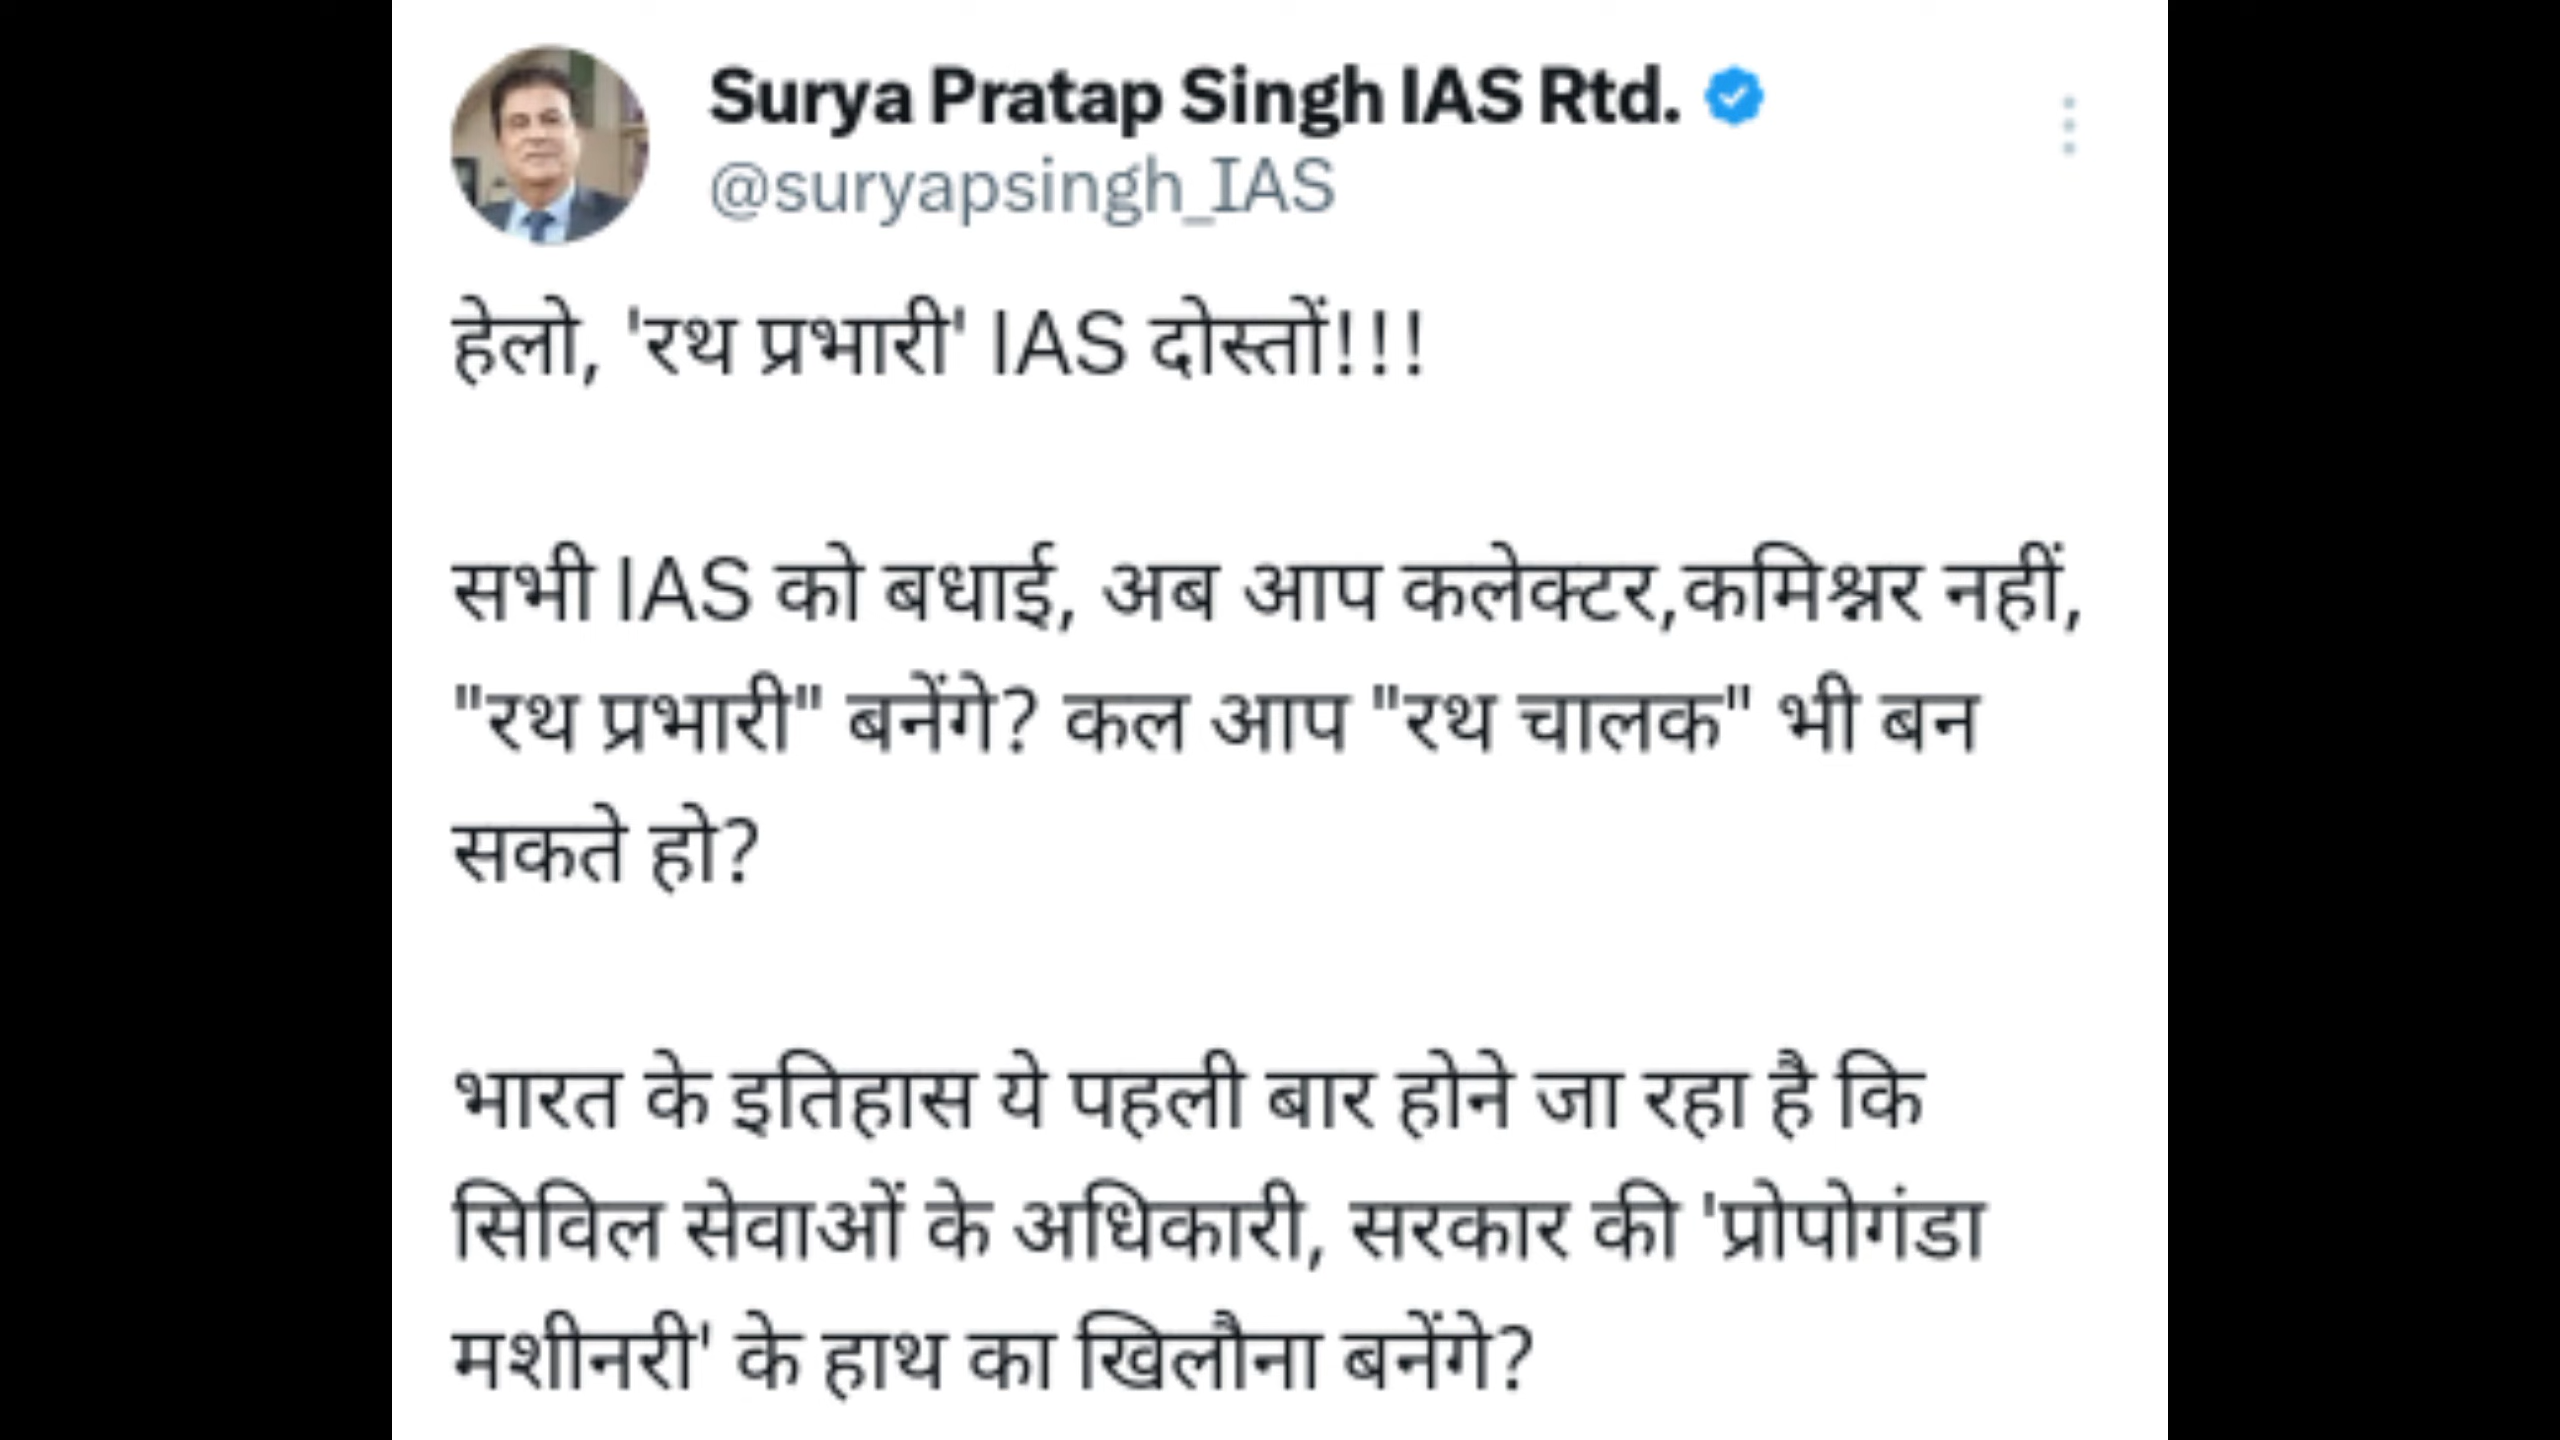 Surya Pratap Singh IAS Rtd.
@suryapsingh_IAS
हेलो, 'रथ प्रभारी' IAS दोस्तों!!!
सभी IAS को बधाई, अब आप कलेक्टर,कमिश्नर नहीं,
"रथ प्रभारी" बनेंगे? कल आप "रथ चालक" भी बन
सकते हो?
भारत के इतिहास ये पहली बार होने जा रहा है कि
सिविल सेवाओं के अधिकारी, सरकार की 'प्रोपोगंडा
मशीनरी' के हाथ का खिलौना बनेंगे?